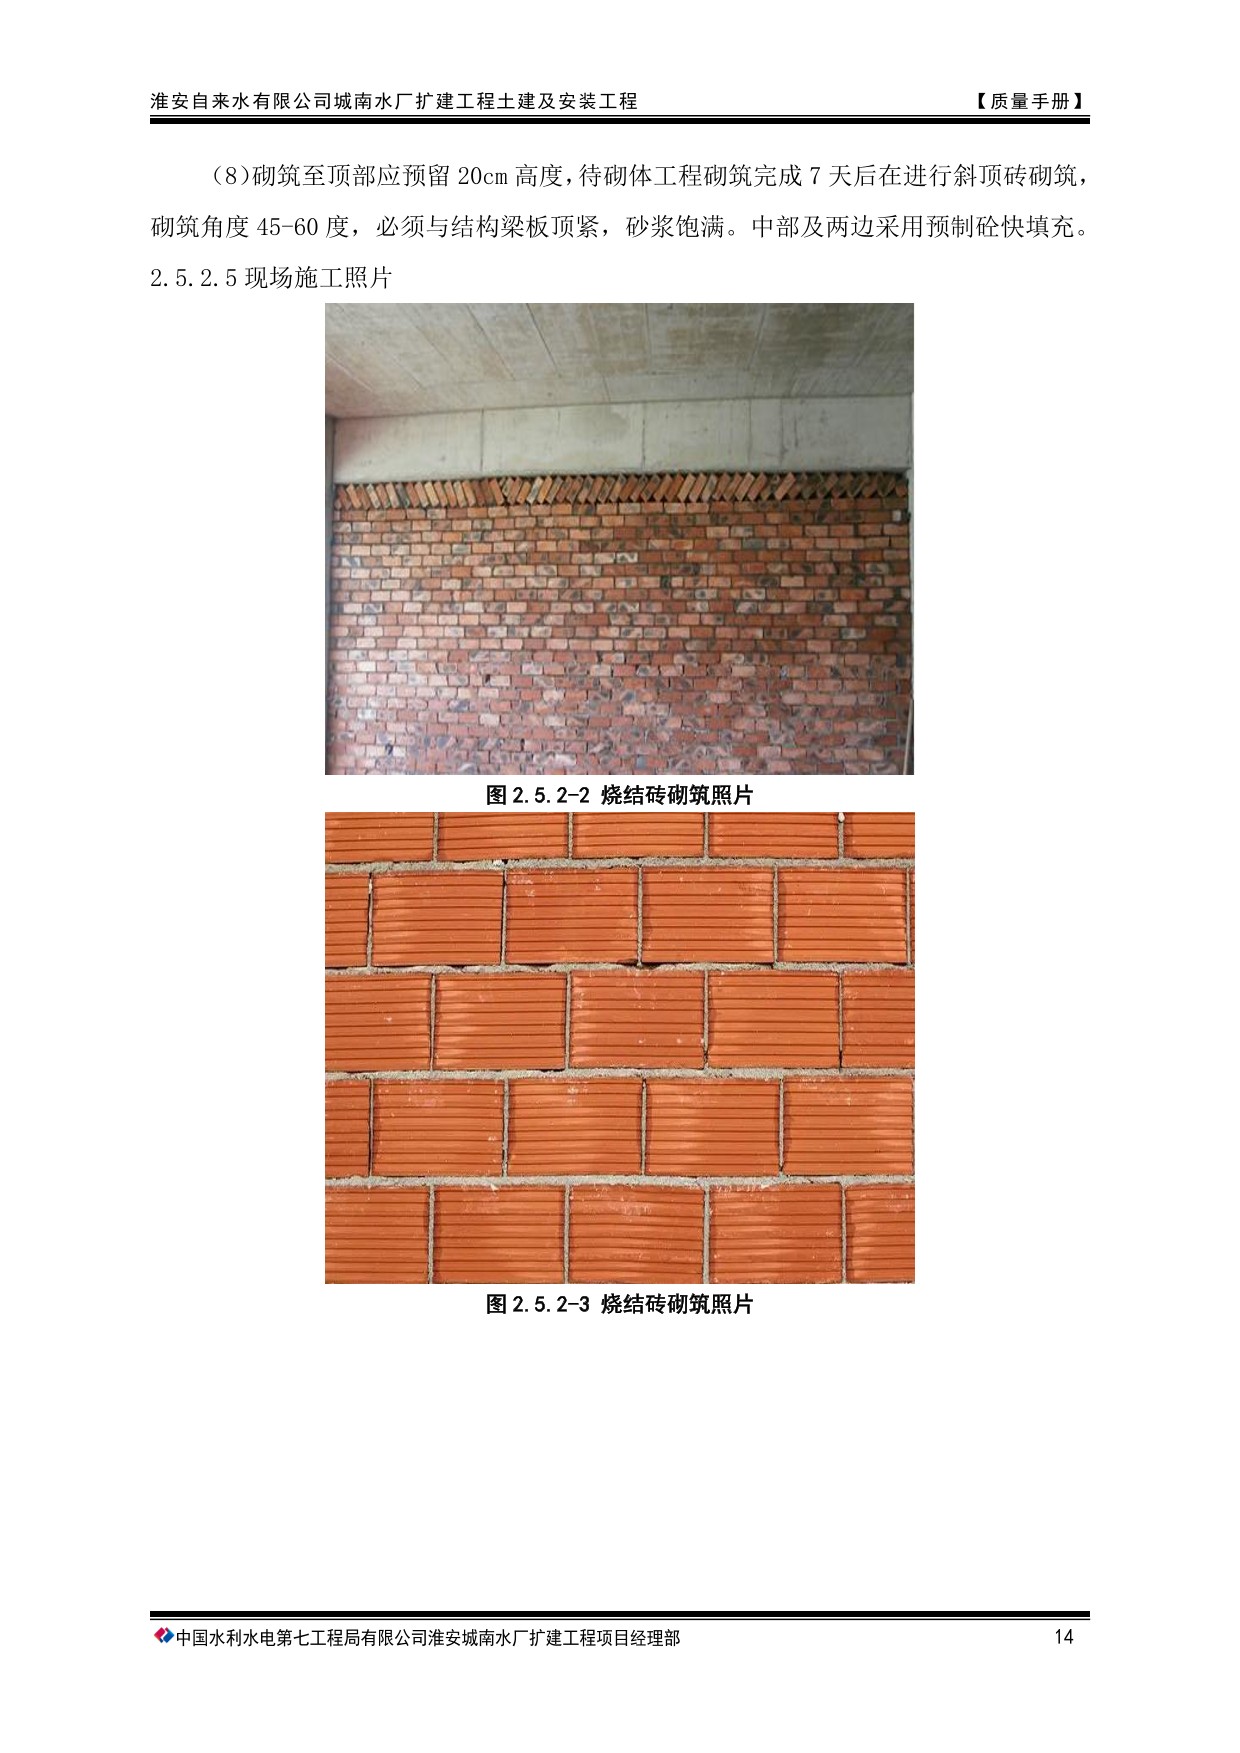 淮安自来水有限公司城南水厂扩建工程土建及安装工程 【质量手册】
（8）砌筑至顶部应预留 20cm 高度，待砌体工程砌筑完成 7 天后在进行斜顶砖砌筑，
砌筑角度 45-60 度，必须与结构梁板顶紧，砂浆饱满。中部及两边采用预制砼快填充。
2.5.2.5 现场施工照片
图 2.5.2-2 烧结砖砌筑照片
图 2.5.2-3 烧结砖砌筑照片
中国水利水电第七工程局有限公司淮安城南水厂扩建工程项目经理部 14